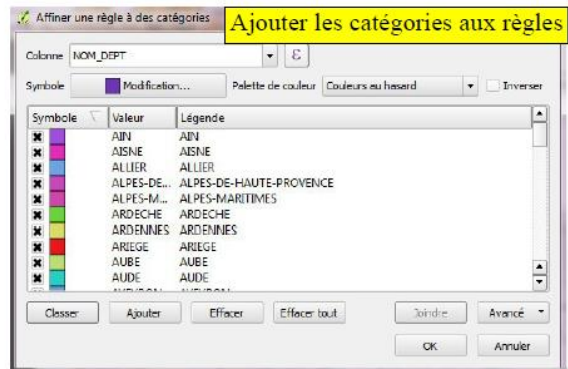 Affiner une règle à des catégories
Ajouter les catégories aux règles
Colonne NOM_DEPT ε
Symbole Modification... Palette de couleur Couleurs au hasard Inverser
Symbole Valeur Légende
AIN AIN
AISNE AISNE
ALLIER ALLIER
ALPES-DE... ALPES-DE-HAUTE-PROVENCE
ALPES-M... ALPES-MARITIMES
ARDECHE ARDECHE
ARDENNES ARDENNES
ARIEGE ARIEGE
AUBE AUBE
AUDE AUDE
Classer Ajouter Effacer Effacer tout Joindre Avancé
OK Annuler